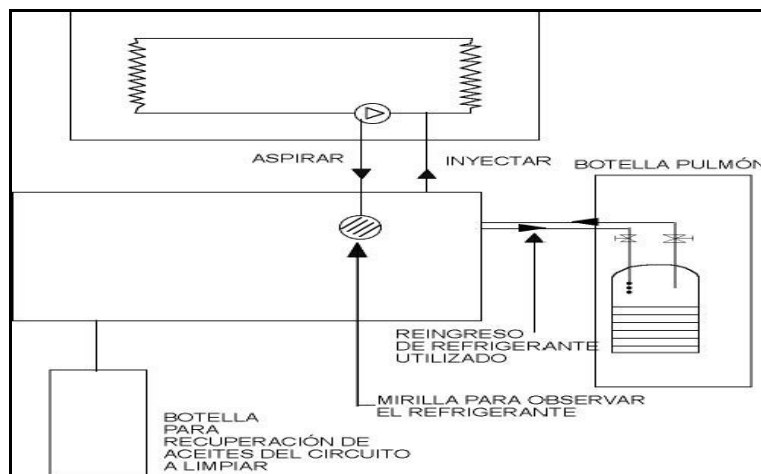 ASPIRAR
INYECTAR
BOTELLA PULMÓN
REINGRESO
DE REFRIGERANTE
UTILIZADO
MIRILLA PARA OBSERVAR
EL REFRIGERANTE
BOTELLA
PARA
RECUPERACIÓN DE
ACEITES DEL CIRCUITO
A LIMPIAR